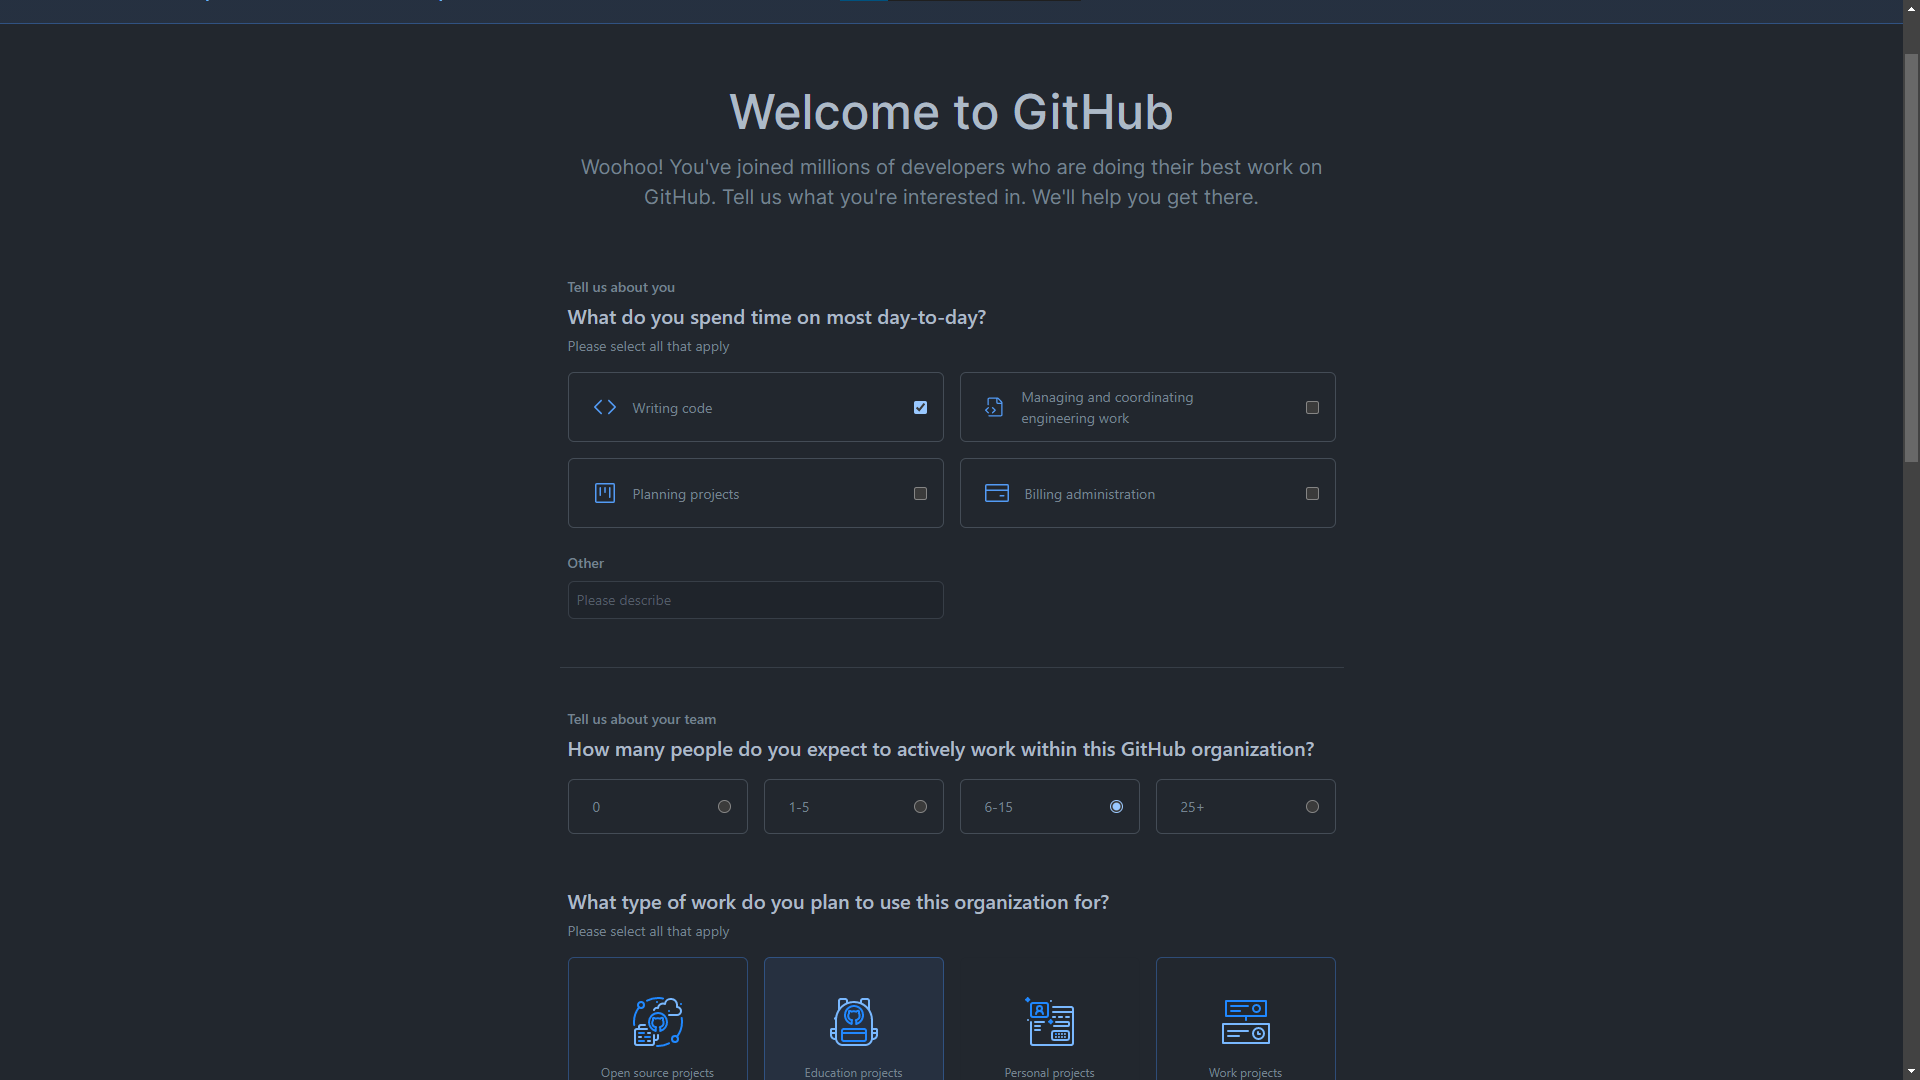 Welcome to GitHub
Woohoo! You've joined millions of developers who are doing their best work on
GitHub. Tell us what you're interested in. We'll help you get there.
Tell us about you
What do you spend time on most day-to-day?
Please select all that apply
Writing code
Managing and coordinating
engineering work
Planning projects
Billing administration
Other
Please describe
Tell us about your team
How many people do you expect to actively work within this GitHub organization?
0
1-5
6-15
25+
What type of work do you plan to use this organization for?
Please select all that apply
Open source projects
Education projects
Personal projects
Work projects